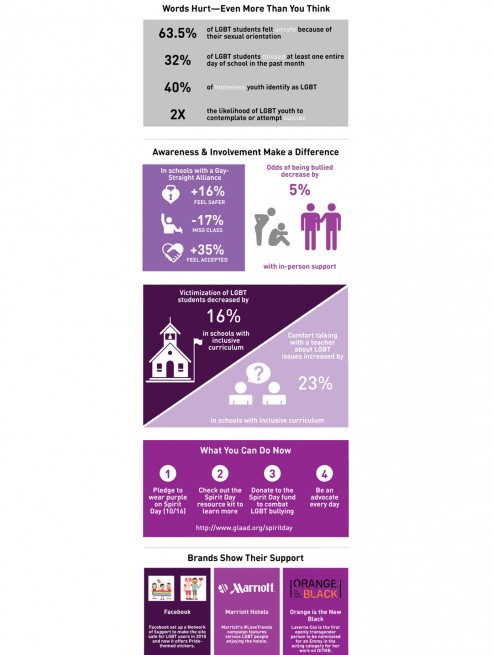 Words Hurt—Even More Than You Think
63.5%
of LGBT students felt unsafe because of
their sexual orientation
32%
of LGBT students missed at least one entire
day of school in the past month
40%
of homeless youth identify as LGBT
2X
the likelihood of LGBT youth to
contemplate or attempt suicide
Awareness & Involvement Make a Difference
In schools with a Gay-
Straight Alliance
+16%
FEEL SAFER
-17%
MISS CLASS
+35%
FEEL ACCEPTED
Odds of being bullied
decrease by
5%
with in-person support
Victimization of LGBT
students decreased by
16%
in schools with
inclusive
curriculum
Comfort talking
with a teacher
about LGBT
issues increased by
?
23%
in schools with inclusive curriculum
What You Can Do Now
1
Pledge to
wear purple
on Spirit
Day (10/16)
2
Check out the
Spirit Day
resource kit to
learn more
3
Donate to the
Spirit Day fund
to combat
LGBT bullying
4
Be an
advocate
every day
http://www.glaad.org/spiritday
Brands Show Their Support
Facebook
Facebook set up a Network
of Support to make the site
safe for LGBT users in 2010
and now it offers Pride-
themed stickers.
Marriott
Marriott Hotels
Marriott's #LoveTravels
campaign features
various LGBT people
enjoying the hotels.
ORANGE
IS THE NEW
BLACK
Orange is the New
Black
Laverne Cox is the first
openly transgender
person to be nominated
for an Emmy in the
acting category for her
work on OITNB.